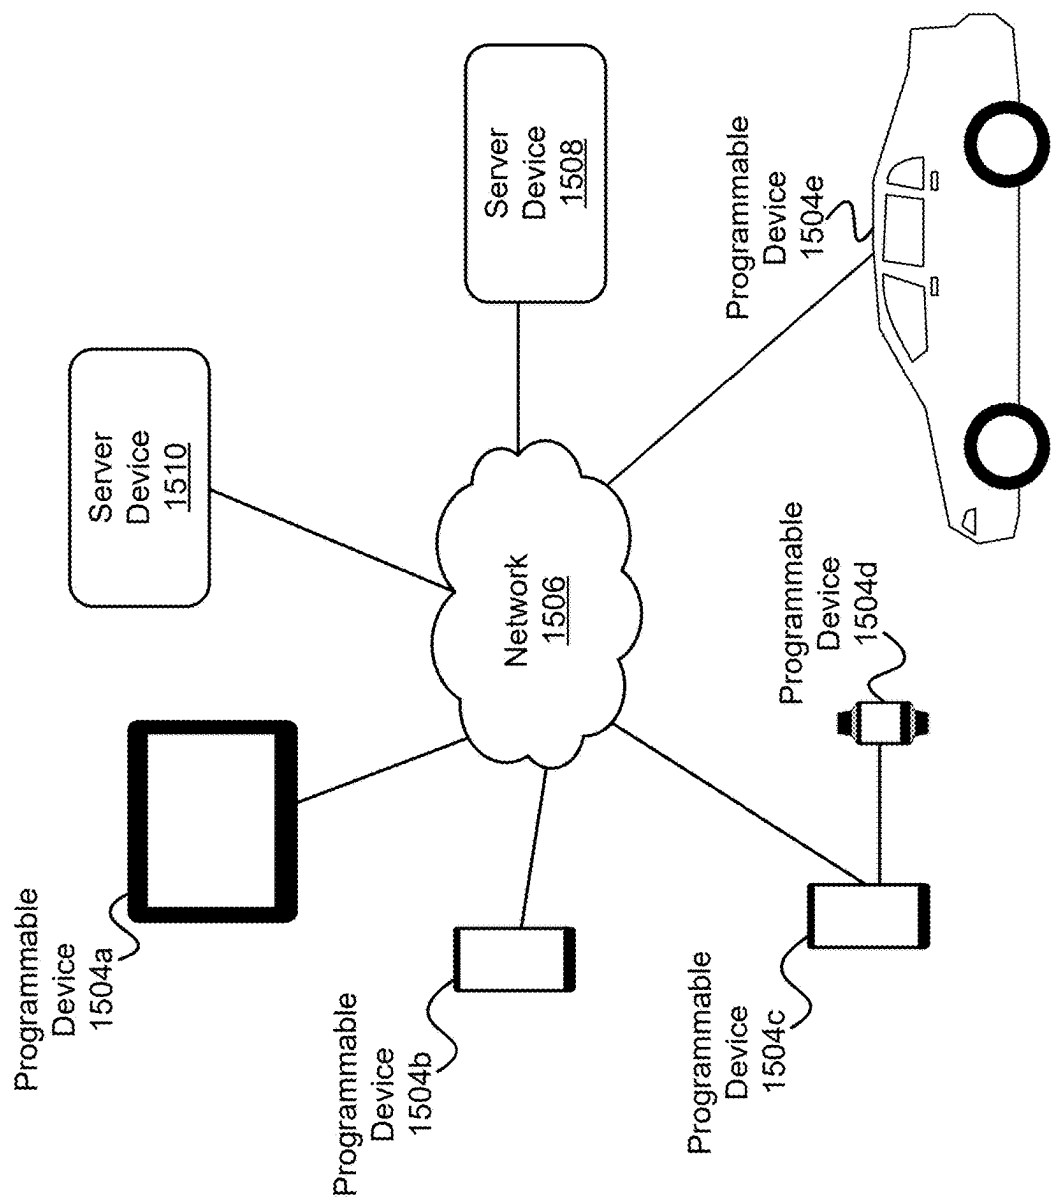 Server
Device
1510
Server
Device
1508
Programmable
Device
1504a
Network
1506
Programmable
Device
1504b
Programmable
Device
1504c
Programmable
Device
1504d
Programmable
Device
1504e